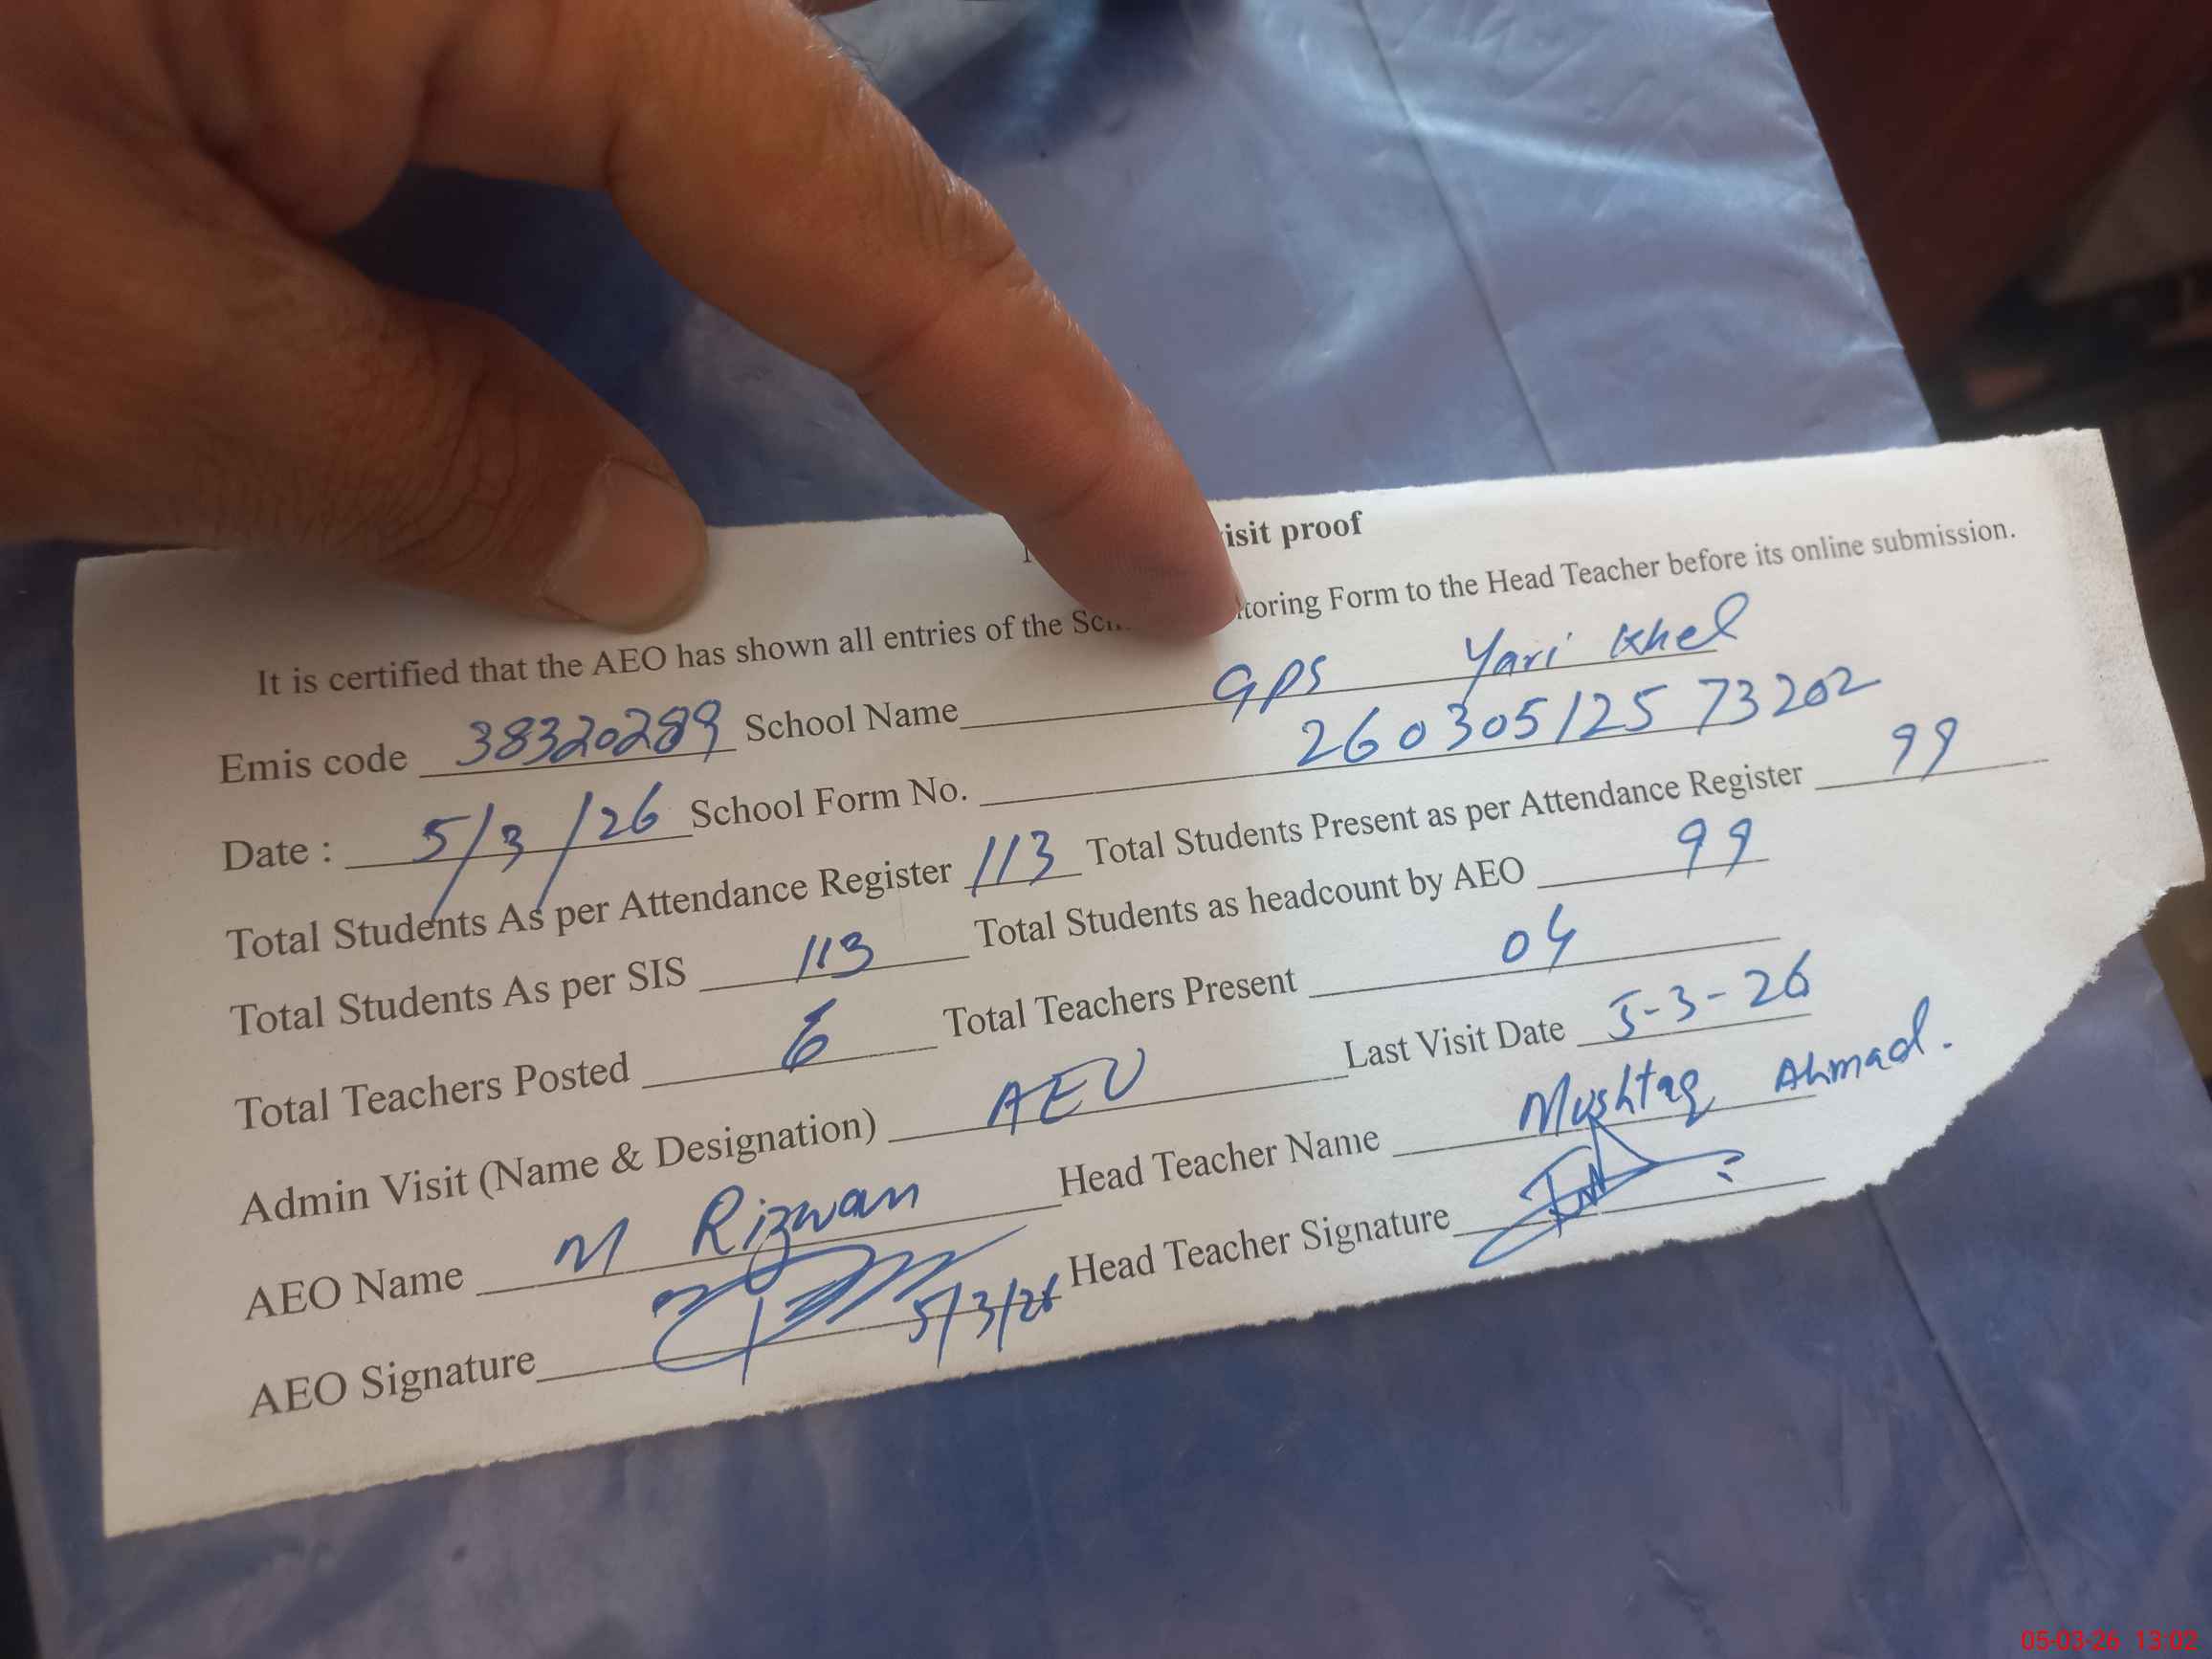 isit proof
It is certified that the AEO has shown all entries of the Sc toring Form to the Head Teacher before its online submission.
Emis code 38320289 School Name GPS Yari Khel
Date : 5/3/26 School Form No. 26030512573202
Total Students As per Attendance Register 113 Total Students Present as per Attendance Register 99
Total Students As per SIS 113 Total Students as headcount by AEO 99
Total Teachers Posted 6 Total Teachers Present 04
Admin Visit (Name & Designation) AEO Last Visit Date 5-3-26
AEO Name M Rizwan Head Teacher Name Mushtaq Ahmad.
AEO Signature 5/3/26 Head Teacher Signature
05-03-26 13:02